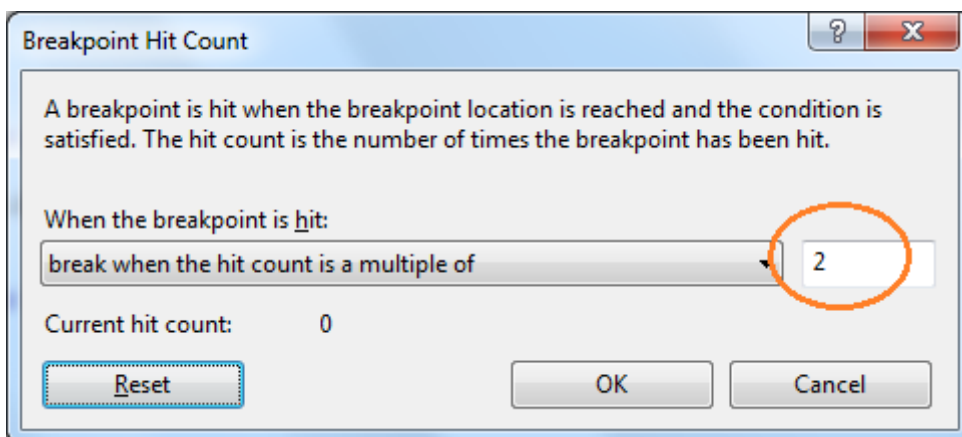 Breakpoint Hit Count
A breakpoint is hit when the breakpoint location is reached and the condition is
satisfied. The hit count is the number of times the breakpoint has been hit.
When the breakpoint is hit:
break when the hit count is a multiple of 2
Current hit count: 0
Reset OK Cancel